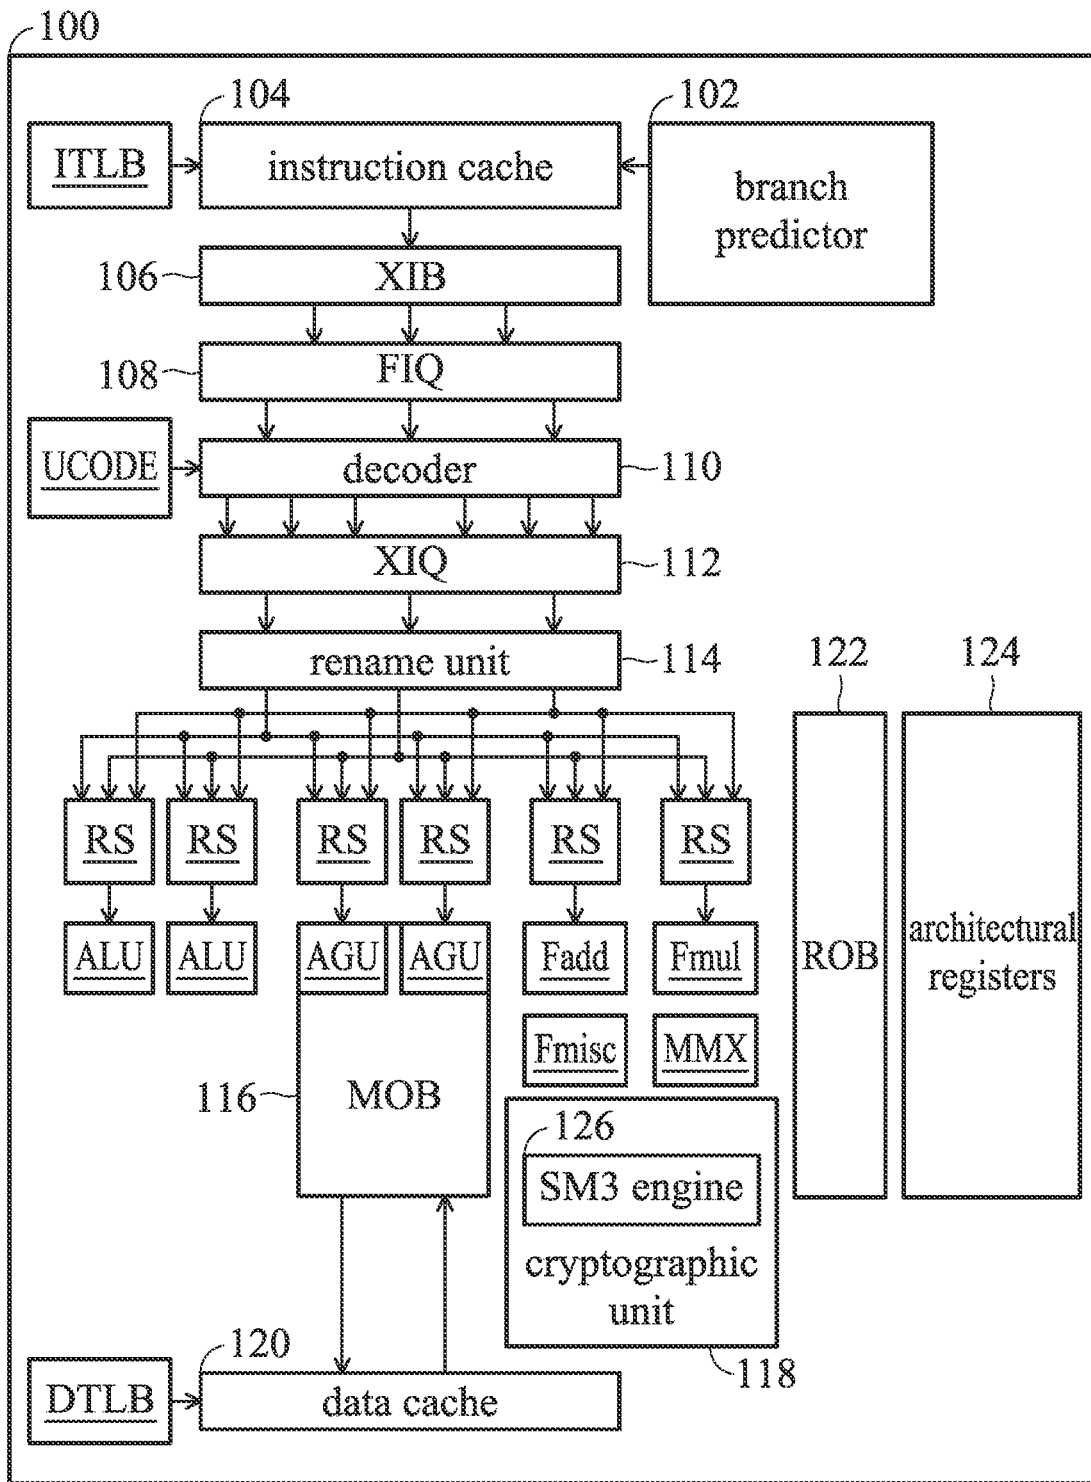 100
104
102
ITLB
instruction cache
branch
predictor
106
XIB
108
FIQ
UCODE
decoder
110
XIQ
112
rename unit
114
122
124
RS
RS
RS
RS
RS
RS
ALU
ALU
AGU
AGU
Fadd
Fmul
ROB
architectural
registers
Fmisc
MMX
116
MOB
126
SM3 engine
cryptographic
unit
118
120
DTLB
data cache